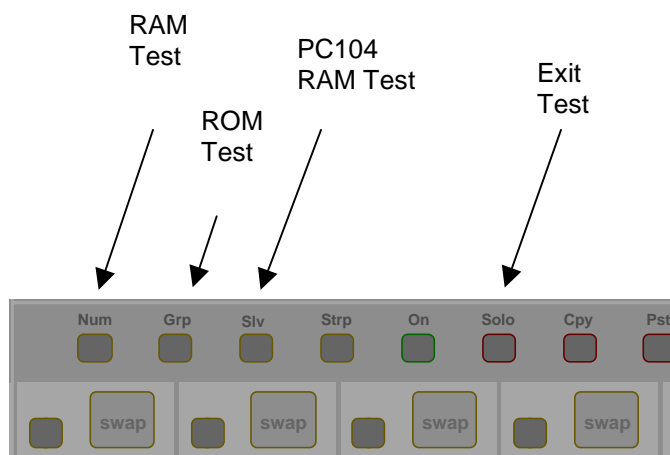 RAM
Test
ROM
Test
PC104
RAM Test
Exit
Test
Num Grp Slv Strp On Solo Cpy Pst
swap swap swap swap